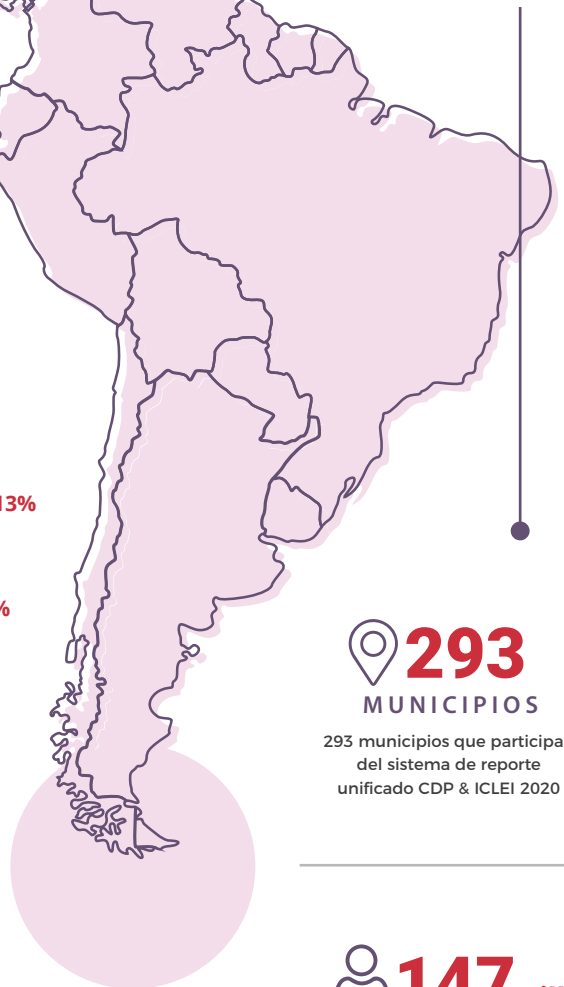 13%
%
293
MUNICIPIOS
293 municipios que participa
del sistema de reporte
unificado CDP & ICLEI 2020
147